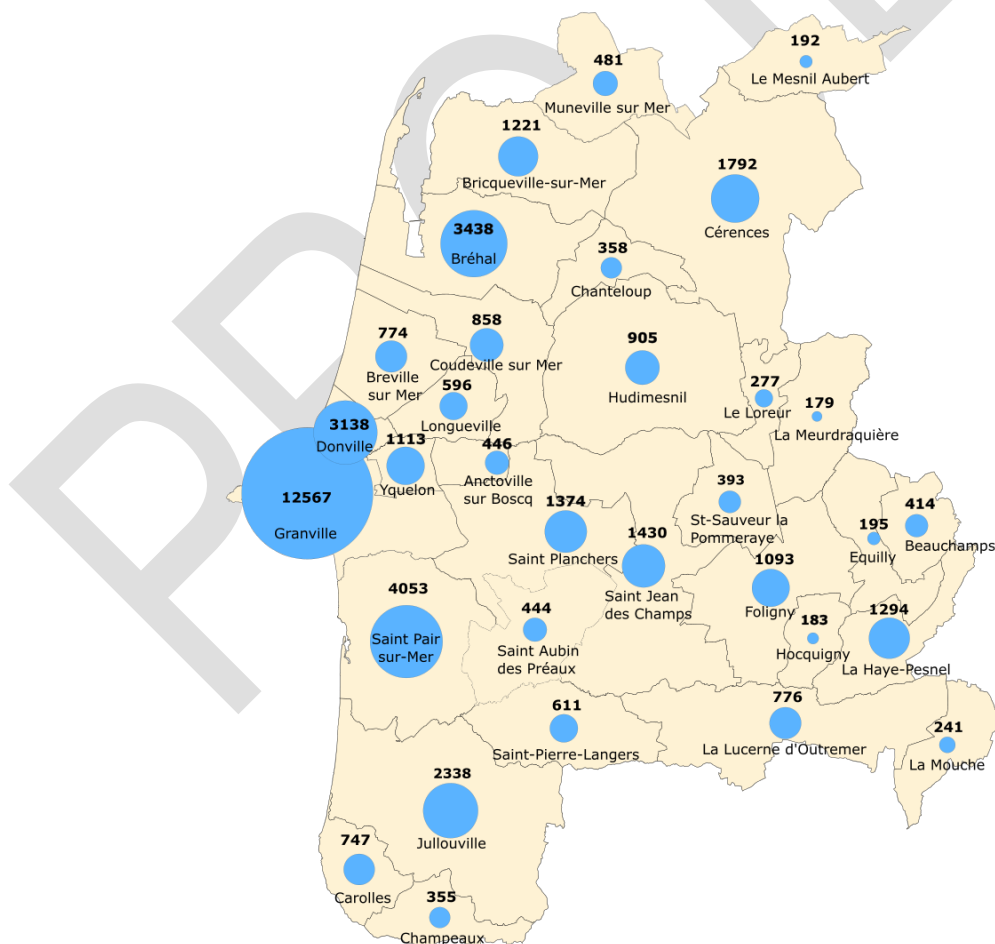 192
Le Mesnil Aubert
481
Muneville sur Mer
1221
Bricqueville-sur-Mer
1792
Cérences
3438
Bréhal
358
Chanteloup
774
Breville
sur Mer
858
Coudeville sur Mer
905
Hudimesnil
596
Longueville
277
Le Loreur
179
La Meurdraquière
3138
Donville
1113
Yquelon
446
Anctoville
sur Boscq
12567
Granville
1374
Saint Planchers
393
St-Sauveur la
Pommeraye
414
Beauchamps
195
Equilly
1430
Saint Jean
des Champs
1093
Foligny
4053
Saint Pair
sur-Mer
444
Saint Aubin
des Préaux
183
Hocquigny
1294
La Haye-Pesnel
611
Saint-Pierre-Langers
776
La Lucerne d'Outremer
241
La Mouche
2338
Jullouville
747
Carolles
355
Champeaux